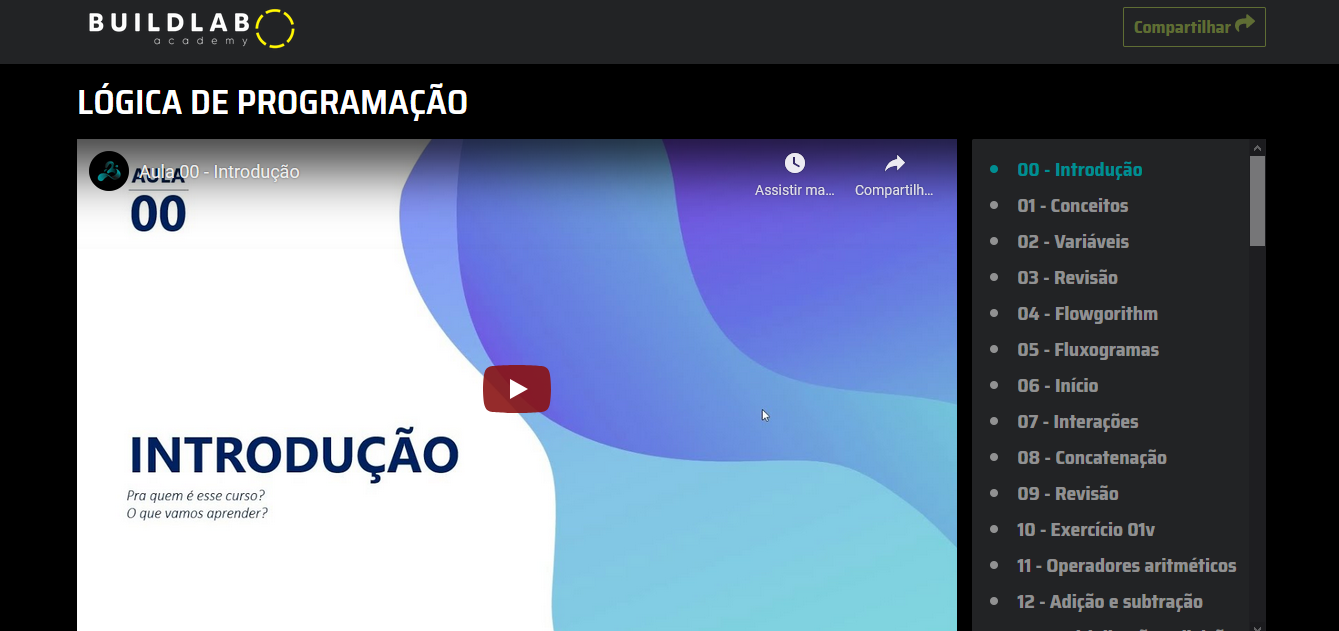 BUILDLAB
academy
Compartilhar
LÓGICA DE PROGRAMAÇÃO
Aula 00 - Introdução
AULA
00
Assistir ma...
Compartilh...
INTRODUÇÃO
Pra quem é esse curso?
O que vamos aprender?
00 - Introdução
01 - Conceitos
02 - Variáveis
03 - Revisão
04 - Flowgorithm
05 - Fluxogramas
06 - Início
07 - Interações
08 - Concatenação
09 - Revisão
10 - Exercício 01v
11 - Operadores aritméticos
12 - Adição e subtração